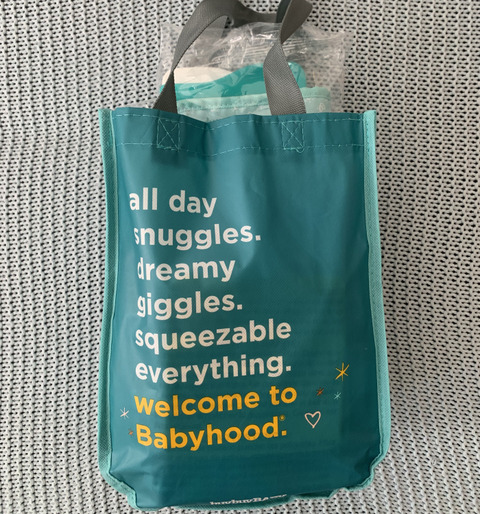 all day
snuggles.
dreamy
giggles.
squeezable
everything.
welcome to
Babyhood.®